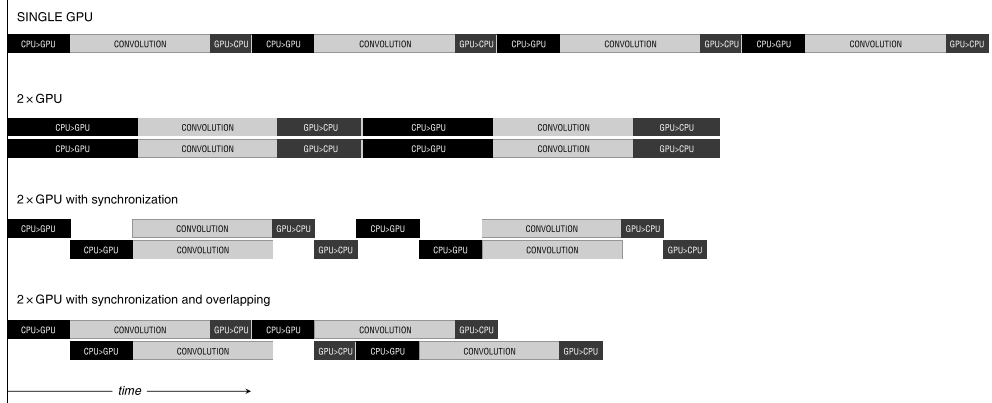 SINGLE GPU
CPU>GPU CONVOLUTION GPU>CPU CPU>GPU CONVOLUTION GPU>CPU CPU>GPU CONVOLUTION GPU>CPU CPU>GPU CONVOLUTION GPU>CPU
2×GPU
CPU>GPU CONVOLUTION GPU>CPU CPU>GPU CONVOLUTION GPU>CPU
CPU>GPU CONVOLUTION GPU>CPU CPU>GPU CONVOLUTION GPU>CPU
2×GPU with synchronization
CPU>GPU CONVOLUTION GPU>CPU CPU>GPU CONVOLUTION GPU>CPU
CPU>GPU CONVOLUTION GPU>CPU CPU>GPU CONVOLUTION GPU>CPU
2×GPU with synchronization and overlapping
CPU>GPU CONVOLUTION GPU>CPU CPU>GPU CONVOLUTION GPU>CPU
CPU>GPU CONVOLUTION GPU>CPU CPU>GPU CONVOLUTION GPU>CPU
time